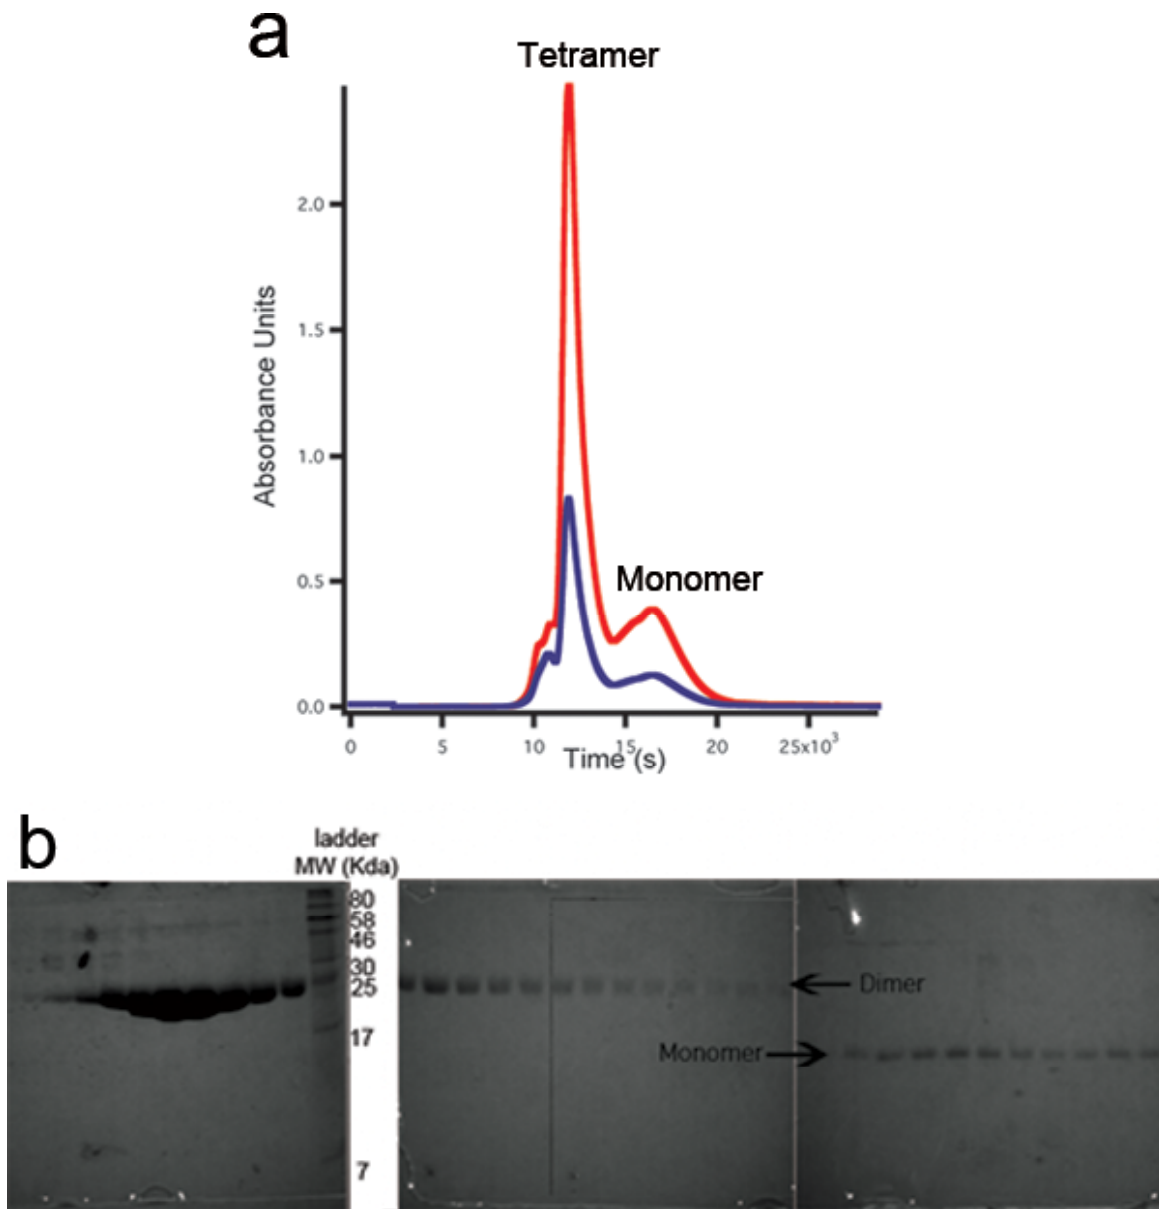 a
Tetramer
2.0
1.5
1.0
0.5
0.0
Absorbance Units
Monomer
0 5 10 15 20 25x10³
Time (s)
b
ladder
MW (Kda)
80
58
46
30
25
17
7
Dimer
Monomer